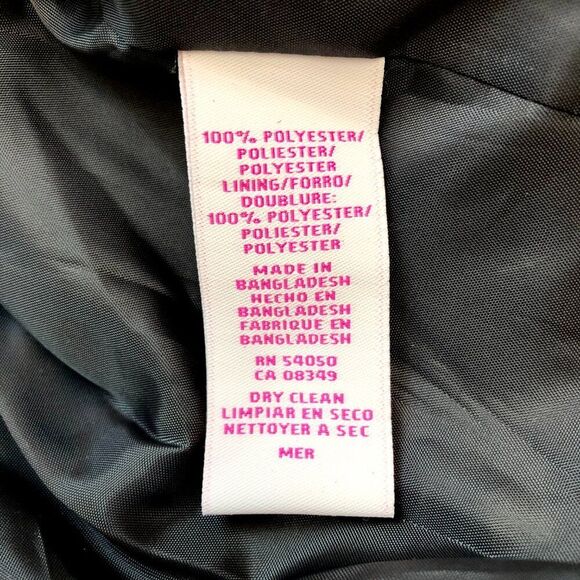 100% POLYESTER/
POLIESTER/
POLYESTER
LINING/FORRO/
DOUBLURE:
100% POLYESTER/
POLIESTER/
POLYESTER
MADE IN
BANGLADESH
HECHO EN
BANGLADESH
FABRIQUE EN
BANGLADESH
RN 54050
CA 08349
DRY CLEAN
LIMPIAR EN SECO
NETTOYER A SEC
MER